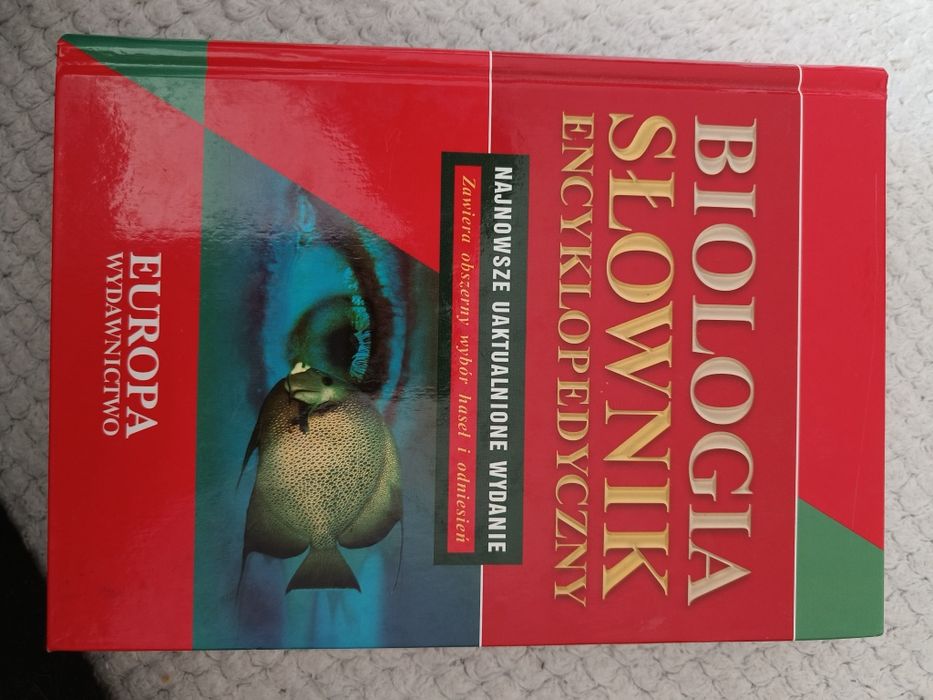 BIOLOGIA
SŁOWNIK
ENCYKLOPEDYCZNY
NAJNOWSZE UAKTUALNIONE WYDANIE
Zawiera obszerny wybór haseł i odniesień
EUROPA
WYDAWNICTWO